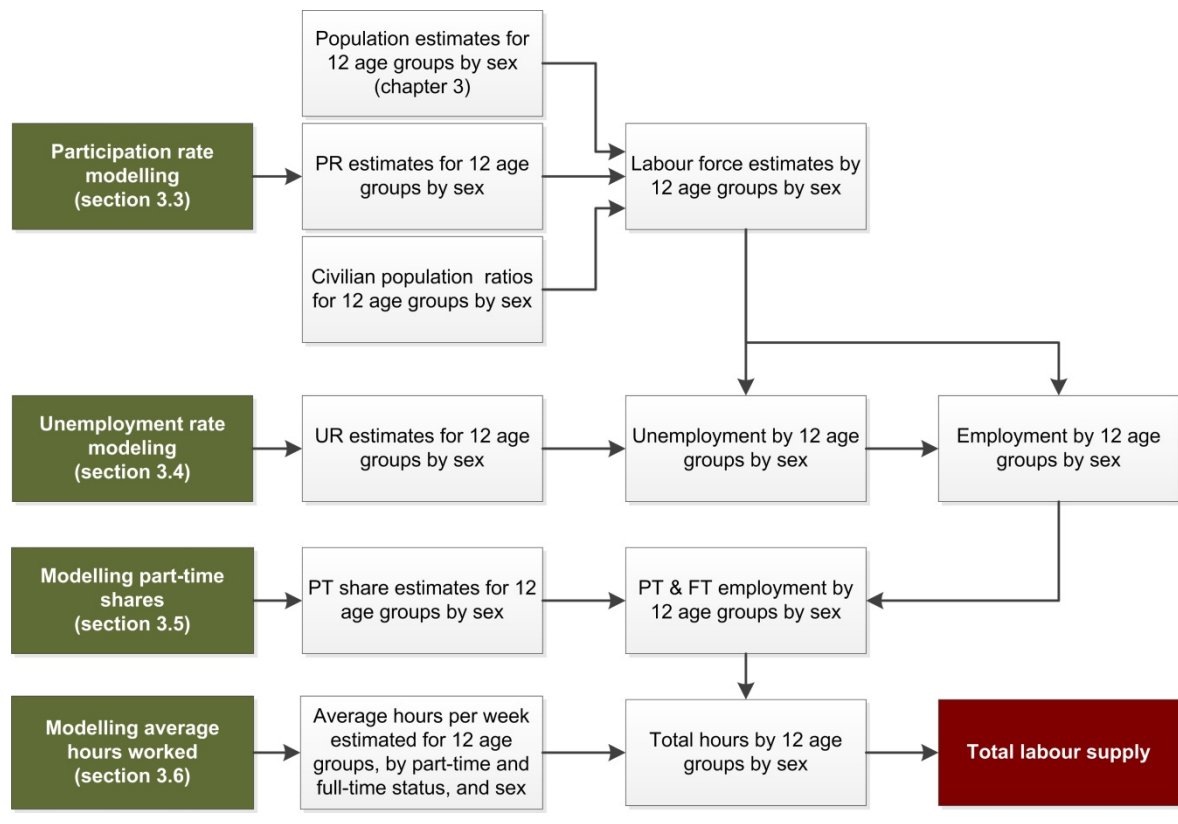 Population estimates for
12 age groups by sex
(chapter 3)
Participation rate
modelling
(section 3.3)
PR estimates for 12 age
groups by sex
Labour force estimates by
12 age groups by sex
Civilian population ratios
for 12 age groups by sex
Unemployment rate
modeling
(section 3.4)
UR estimates for 12 age
groups by sex
Unemployment by 12 age
groups by sex
Employment by 12 age
groups by sex
Modelling part-time
shares
(section 3.5)
PT share estimates for 12
age groups by sex
PT & FT employment by
12 age groups by sex
Modelling average
hours worked
(section 3.6)
Average hours per week
estimated for 12 age
groups, by part-time and
full-time status, and sex
Total hours by 12 age
groups by sex
Total labour supply